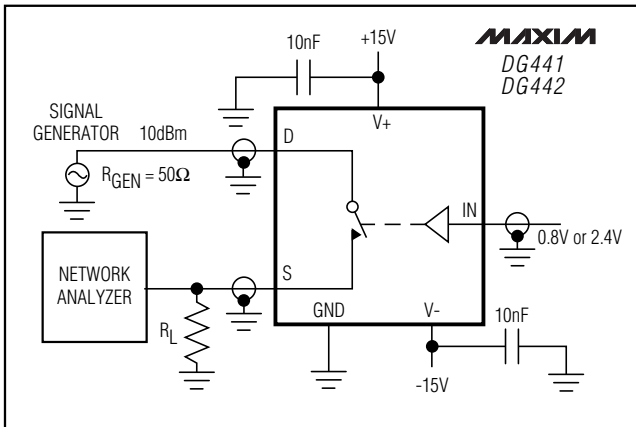 10nF
+15V
MAXIM
DG441
DG442
SIGNAL
GENERATOR
10dBm
D
V+
RGEN = 50Ω
IN
0.8V or 2.4V
NETWORK
ANALYZER
S
RL
GND
V-
10nF
-15V